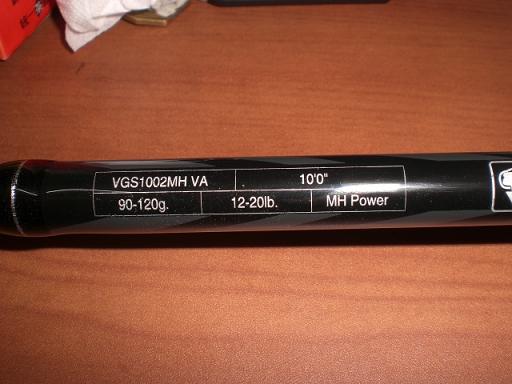 VGS1002MH VA 10'0"
90-120g. 12-20lb. MH Power